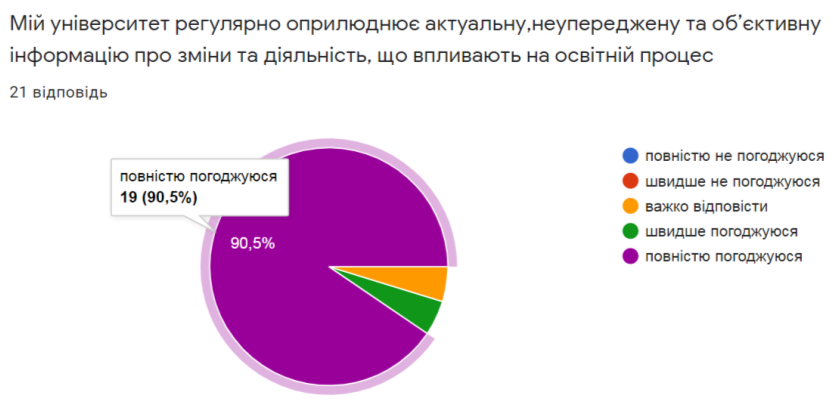 Мій університет регулярно оприлюднює актуальну,неупереджену та об’єктивну
інформацію про зміни та діяльність, що впливають на освітній процес
21 відповідь
повністю погоджуюся
19 (90,5%)
90,5%
повністю не погоджуюся
швидше не погоджуюся
важко відповісти
швидше погоджуюся
повністю погоджуюся